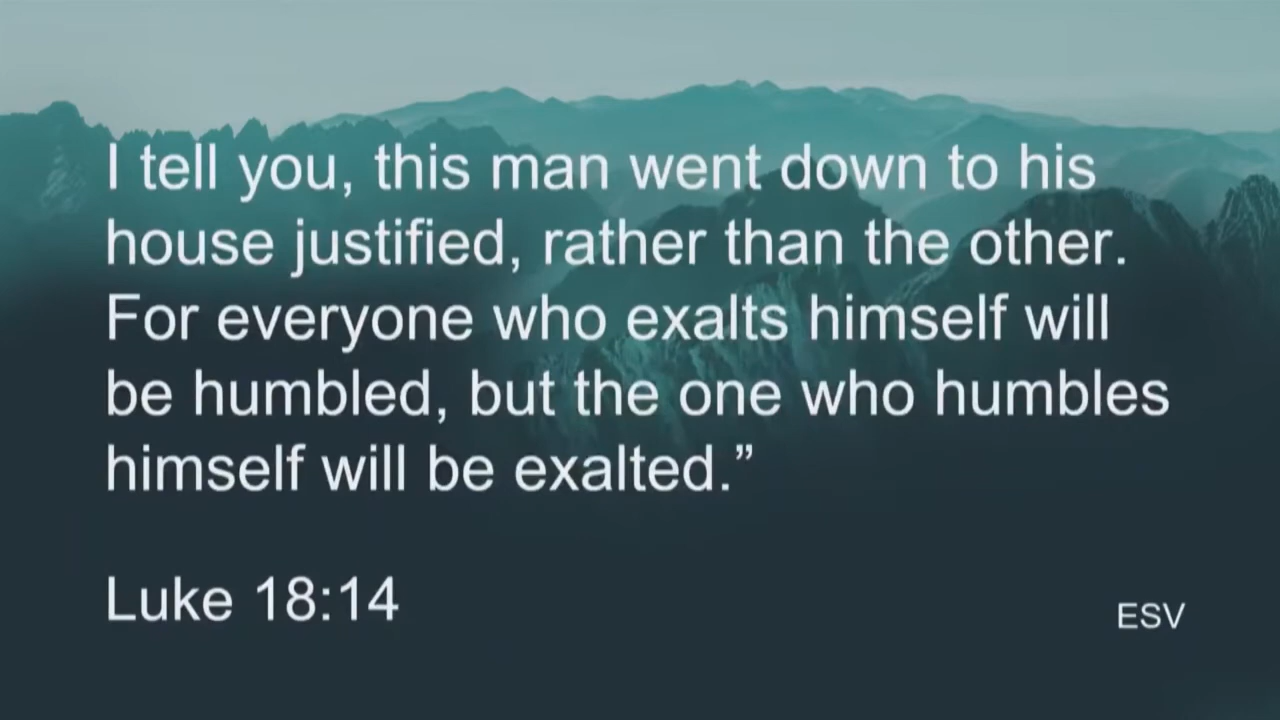 I tell you, this man went down to his
house justified, rather than the other.
For everyone who exalts himself will
be humbled, but the one who humbles
himself will be exalted.”
Luke 18:14
ESV